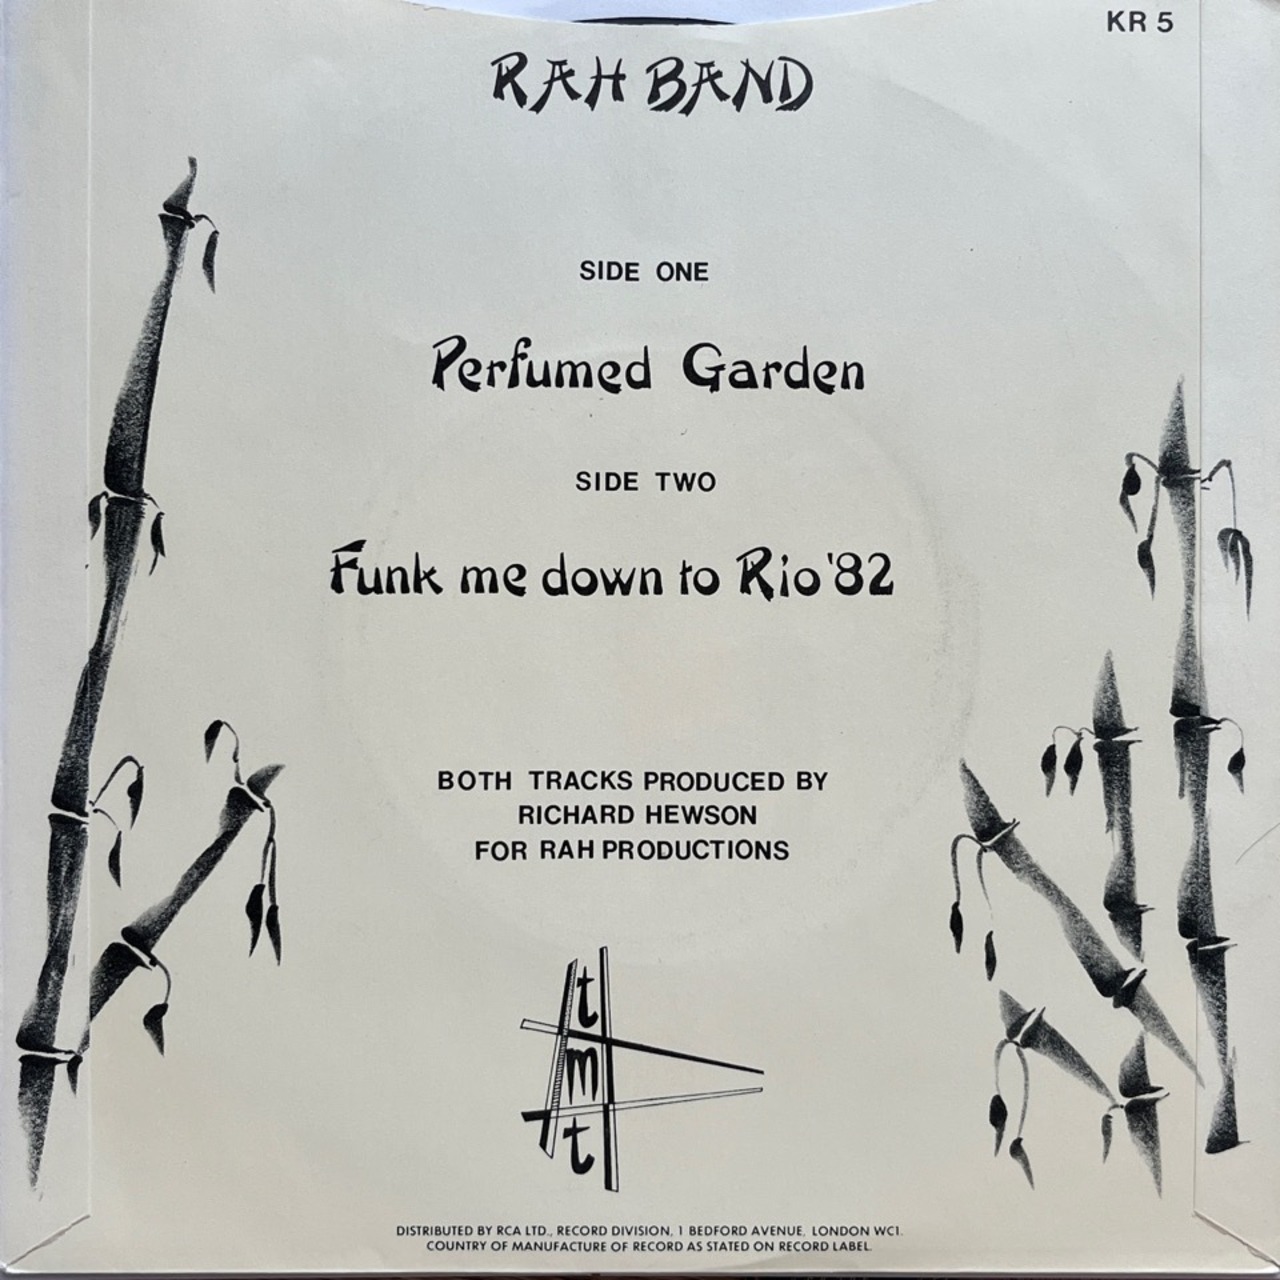 KR 5
RAH BAND
SIDE ONE
Perfumed Garden
SIDE TWO
Funk me down to Rio '82
BOTH TRACKS PRODUCED BY
RICHARD HEWSON
FOR RAH PRODUCTIONS
t
m
t
DISTRIBUTED BY RCA LTD., RECORD DIVISION, 1 BEDFORD AVENUE, LONDON WC1.
COUNTRY OF MANUFACTURE OF RECORD AS STATED ON RECORD LABEL.